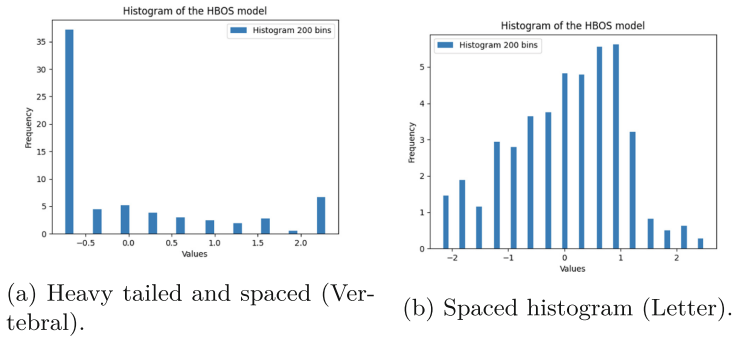 Histogram of the HBOS model
Histogram 200 bins
Frequency
35
30
25
20
15
10
5
0
−0.5 0.0 0.5 1.0 1.5 2.0
Values
(a) Heavy tailed and spaced (Ver-
tebral).
Histogram of the HBOS model
Histogram 200 bins
Frequency
5
4
3
2
1
0
−2 −1 0 1 2
Values
(b) Spaced histogram (Letter).